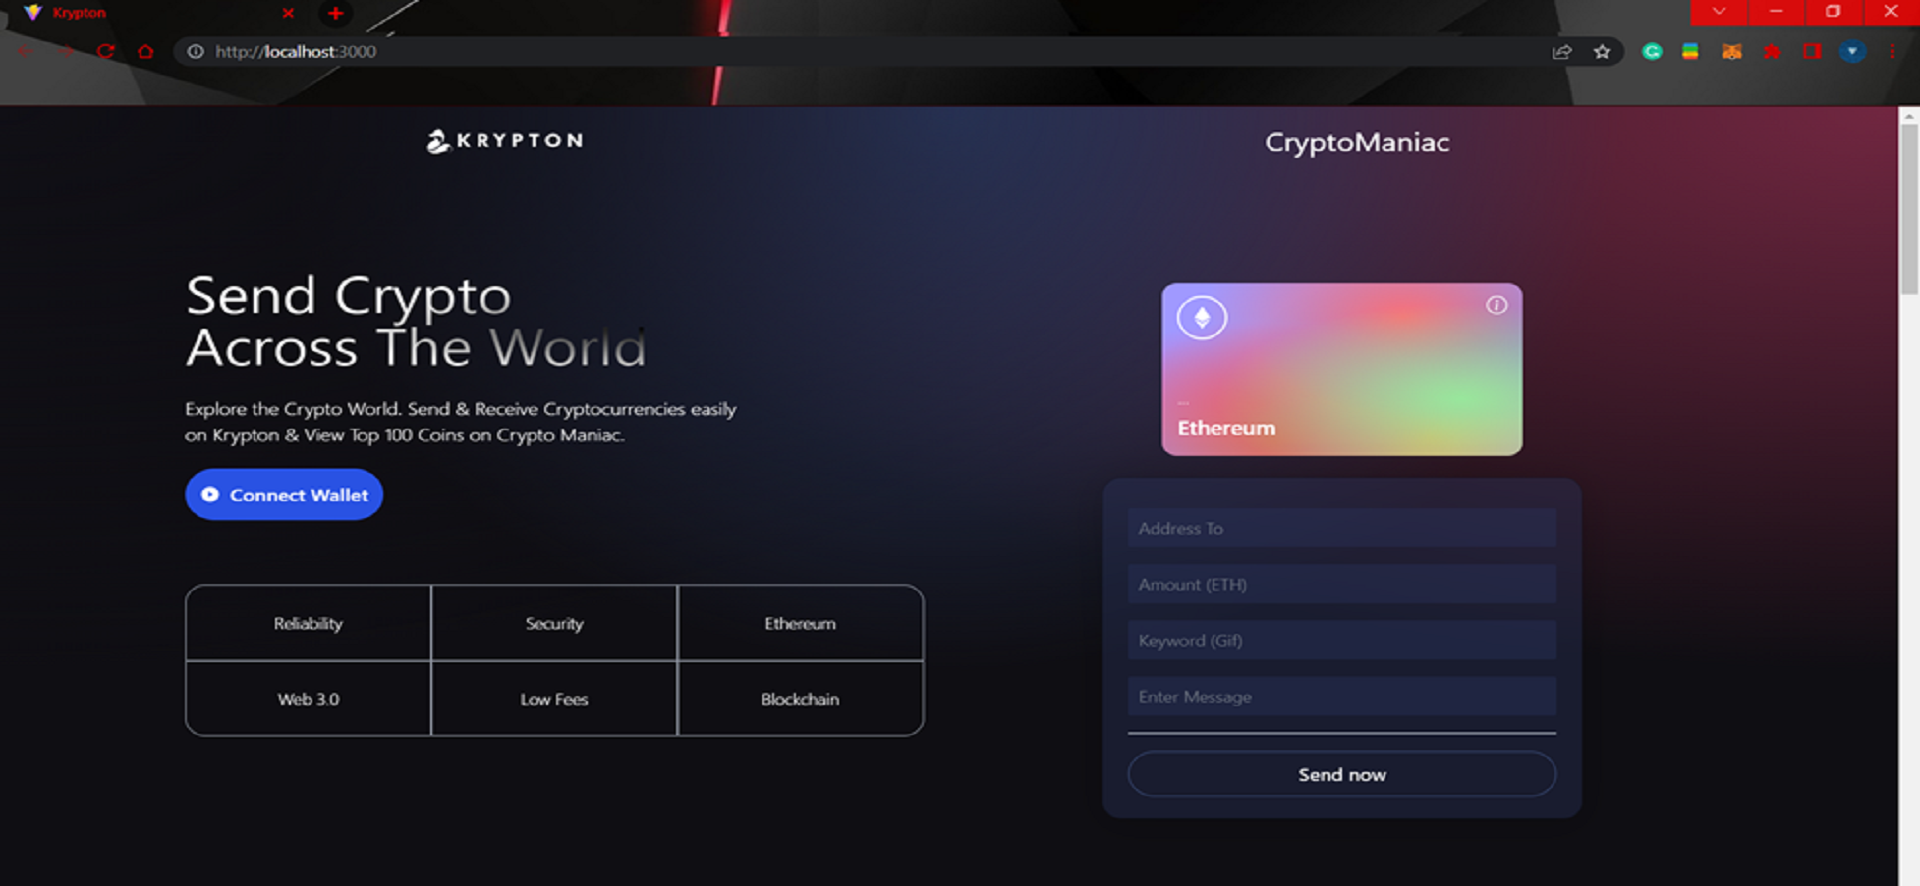 Krypton
http://localhost:3000
KRYPTON
CryptoManiac
Send Crypto
Across The World
Explore the Crypto World. Send & Receive Cryptocurrencies easily
on Krypton & View Top 100 Coins on Crypto Maniac.
Connect Wallet
Reliability
Security
Ethereum
Web 3.0
Low Fees
Blockchain
...
Ethereum
Address To
Amount (ETH)
Keyword (Gif)
Enter Message
Send now